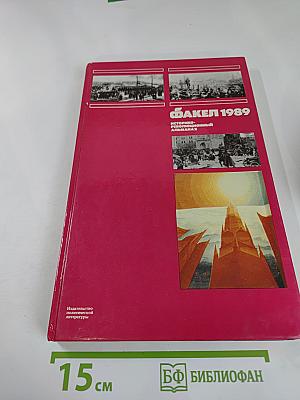 ФАКЕЛ 1989
ИСТОРИКО-
РЕВОЛЮЦИОННЫЙ
АЛЬМАНАХ
Издательство
политической
литературы
15 см
БФ БИБЛИОФАН